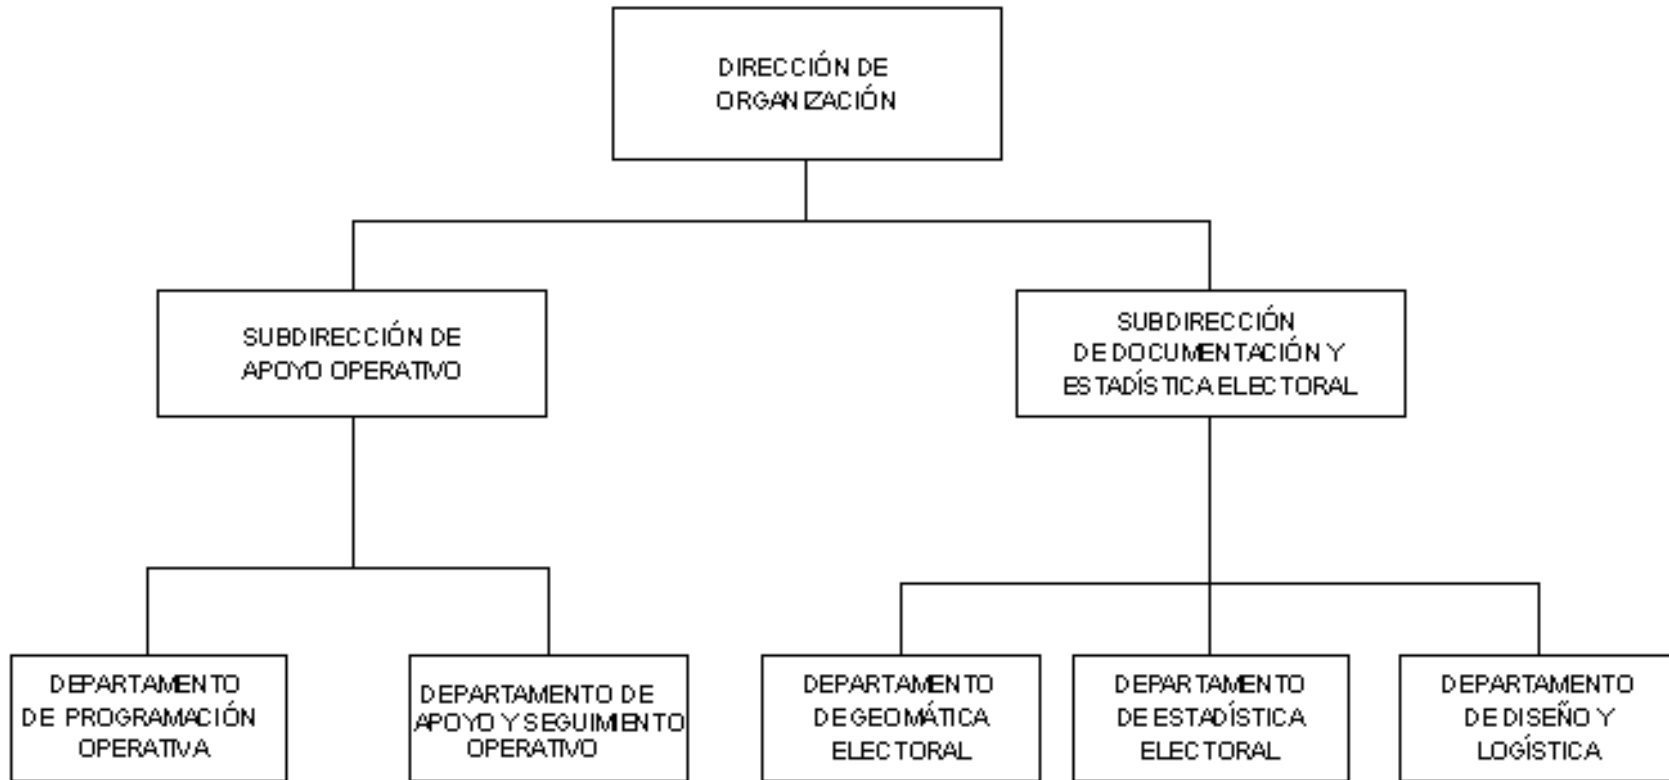 DIRECCIÓN DE
ORGANIZACIÓN
SUBDIRECCIÓN DE
APOYO OPERATIVO
SUBDIRECCIÓN
DE DOCUMENTACIÓN Y
ESTADÍSTICA ELECTORAL
DEPARTAMENTO
DE PROGRAMACIÓN
OPERATIVA
DEPARTAMENTO DE
APOYO Y SEGUIMIENTO
OPERATIVO
DEPARTAMENTO
DE GEOMÁTICA
ELECTORAL
DEPARTAMENTO
DE ESTADÍSTICA
ELECTORAL
DEPARTAMENTO
DE DISEÑO Y
LOGÍSTICA